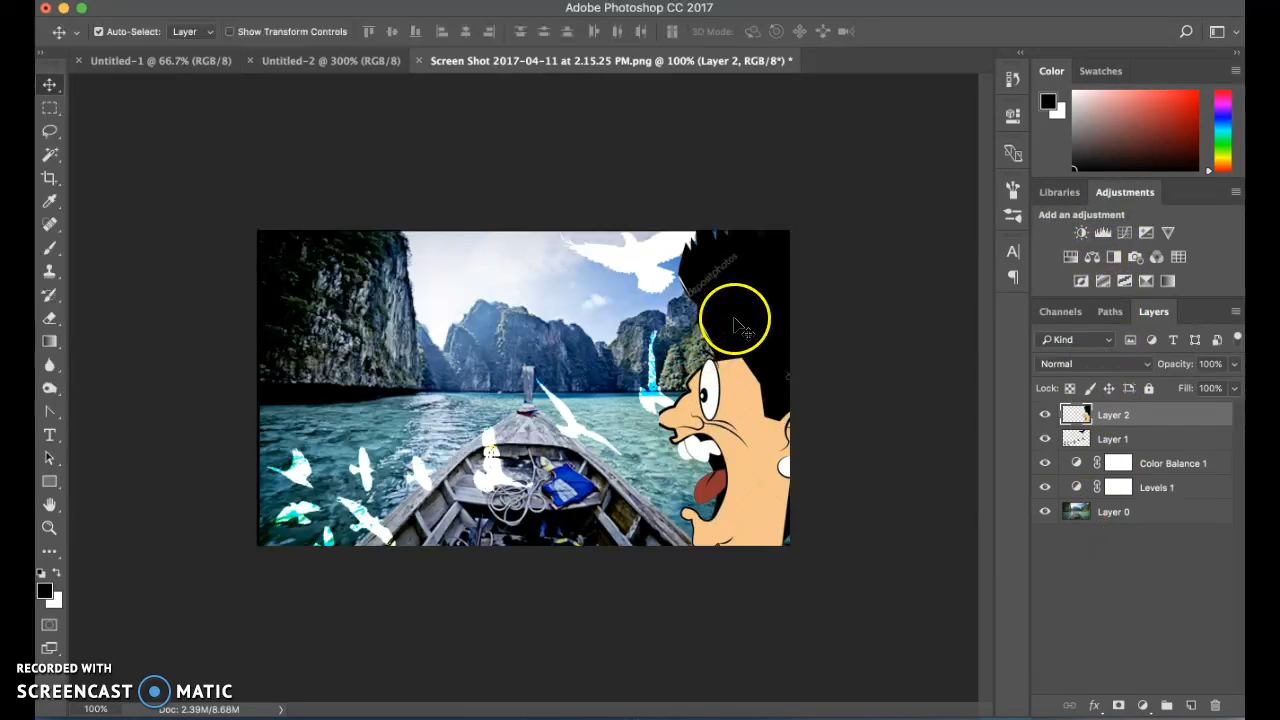 Adobe Photoshop CC 2017
Auto-Select: Layer Show Transform Controls 3D Mode:
Untitled-1 @ 66.7% (RGB/8) Untitled-2 @ 300% (RGB/8) Screen Shot 2017-04-11 at 2.15.25 PM.png @ 100% (Layer 2, RGB/8*) *
Color Swatches
Libraries Adjustments
Add an adjustment
Channels Paths Layers
Kind
Normal Opacity: 100%
Lock: Fill: 100%
Layer 2
Layer 1
Color Balance 1
Levels 1
Layer 0
depositphotos
RECORDED WITH
SCREENCAST MATIC
100% Doc: 2.39M/8.68M